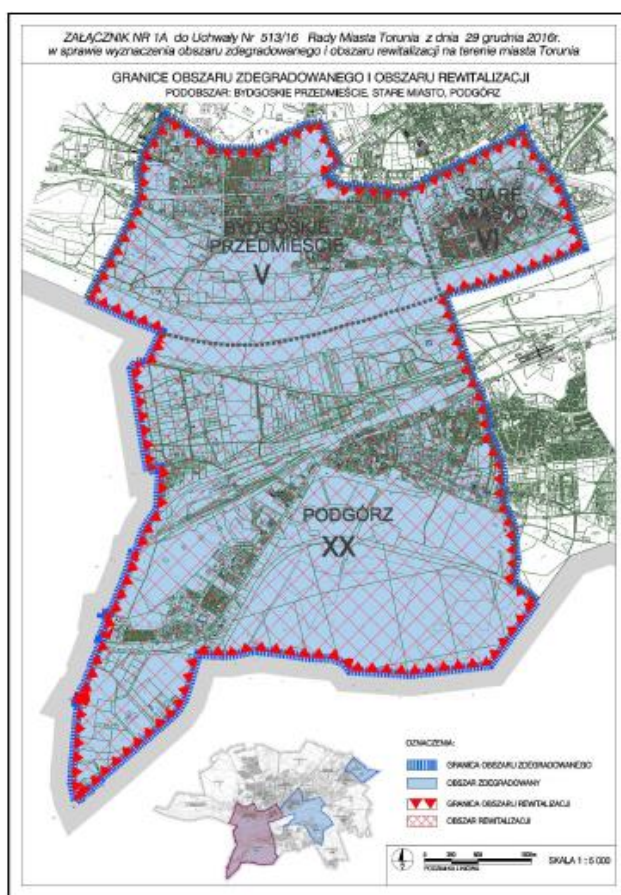 ZAŁĄCZNIK NR 1A do Uchwały Nr 513/16 Rady Miasta Torunia z dnia 29 grudnia 2016r.
w sprawie wyznaczenia obszaru zdegradowanego i obszaru rewitalizacji na terenie miasta Torunia
GRANICE OBSZARU ZDEGRADOWANEGO I OBSZARU REWITALIZACJI
PODOBSZAR: BYDGOSKIE PRZEDMIEŚCIE, STARE MIASTO, PODGÓRZ
STARE
MIASTO
VI
BYDGOSKIE
PRZEDMIEŚCIE
V
PODGÓRZ
XX
OZNACZENIA:
GRANICA OBSZARU ZDEGRADOWANEGO
OBSZAR ZDEGRADOWANY
GRANICA OBSZARU REWITALIZACJI
OBSZAR REWITALIZACJI
SKALA 1 : 5 000